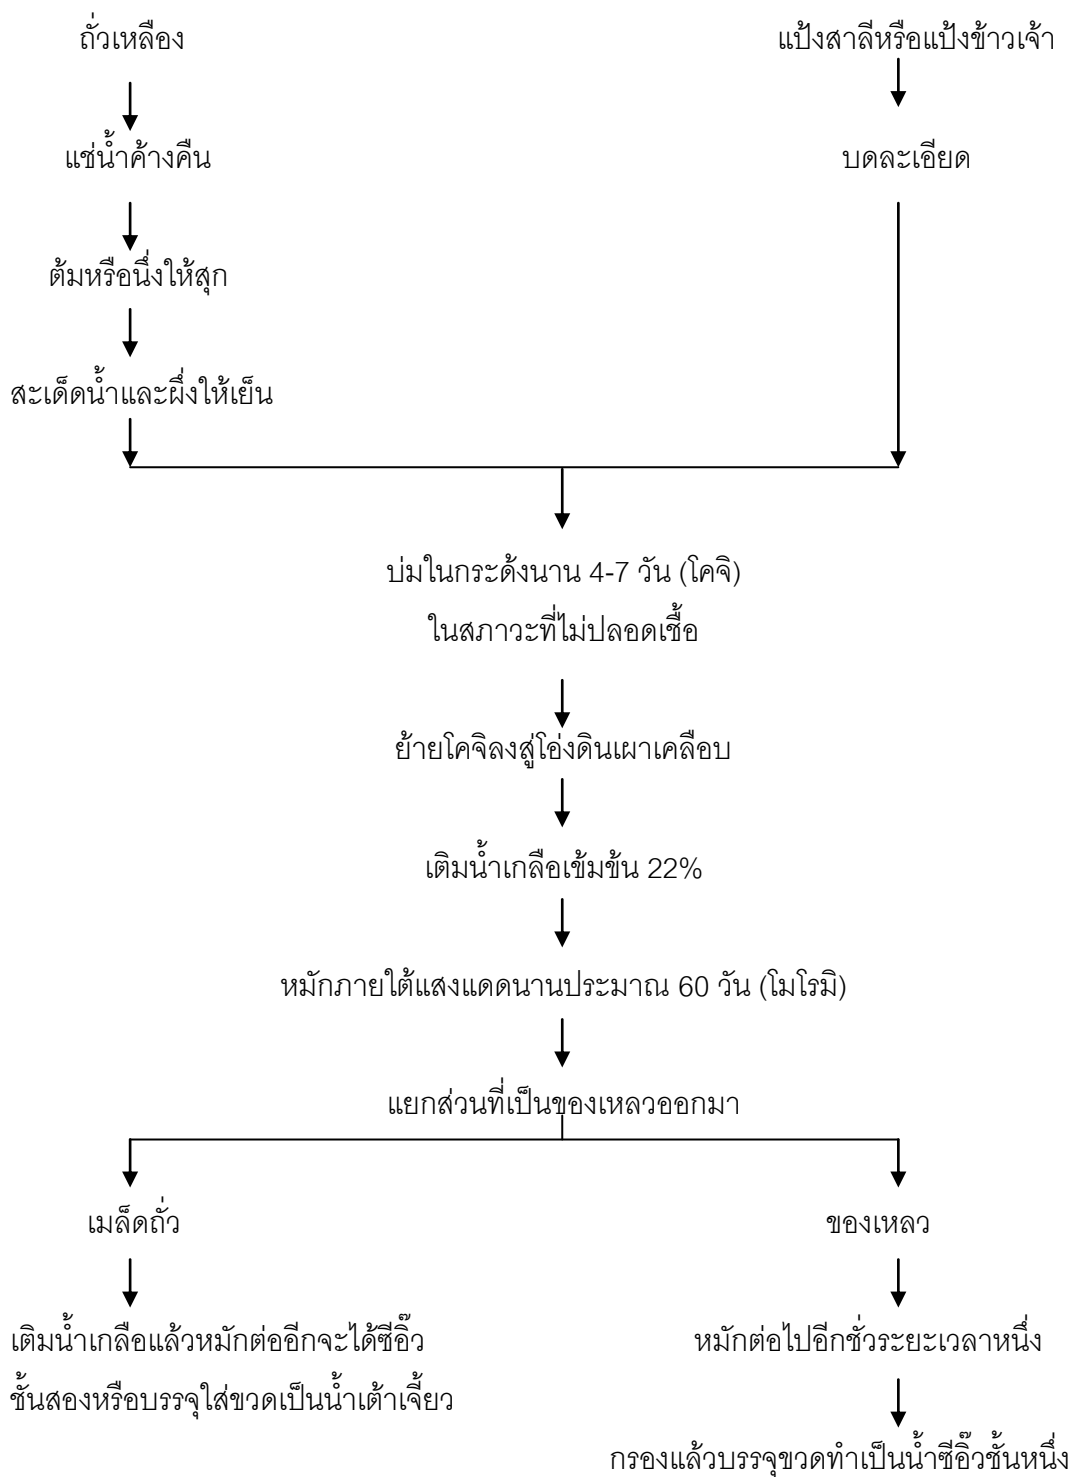 ถั่วเหลือง
แป้งสาลีหรือแป้งข้าวเจ้า
แช่น้ำค้างคืน
บดละเอียด
ต้มหรือนึ่งให้สุก
สะเด็ดน้ำและผึ่งให้เย็น
บ่มในกระด้งนาน 4-7 วัน (โคจิ)
ในสภาวะที่ไม่ปลอดเชื้อ
ย้ายโคจิลงสู่โอ่งดินเผาเคลือบ
เติมน้ำเกลือเข้มข้น 22%
หมักภายใต้แสงแดดนานประมาณ 60 วัน (โมโรมิ)
แยกส่วนที่เป็นของเหลวออกมา
เมล็ดถั่ว
ของเหลว
เติมน้ำเกลือแล้วหมักต่ออีกจะได้ซีอิ๊ว
ชั้นสองหรือบรรจุใส่ขวดเป็นน้ำเต้าเจี้ยว
หมักต่อไปอีกชั่วระยะเวลาหนึ่ง
กรองแล้วบรรจุขวดทำเป็นน้ำซีอิ๊วชั้นหนึ่ง